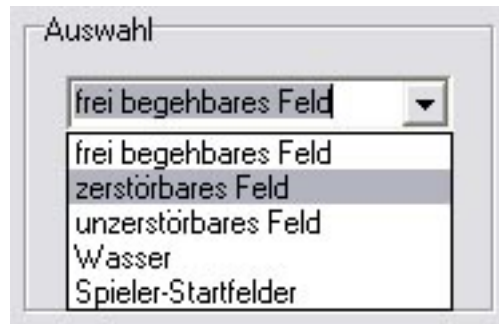 Auswahl
frei begehbares Feld
frei begehbares Feld
zerstörbares Feld
unzerstörbares Feld
Wasser
Spieler-Startfelder